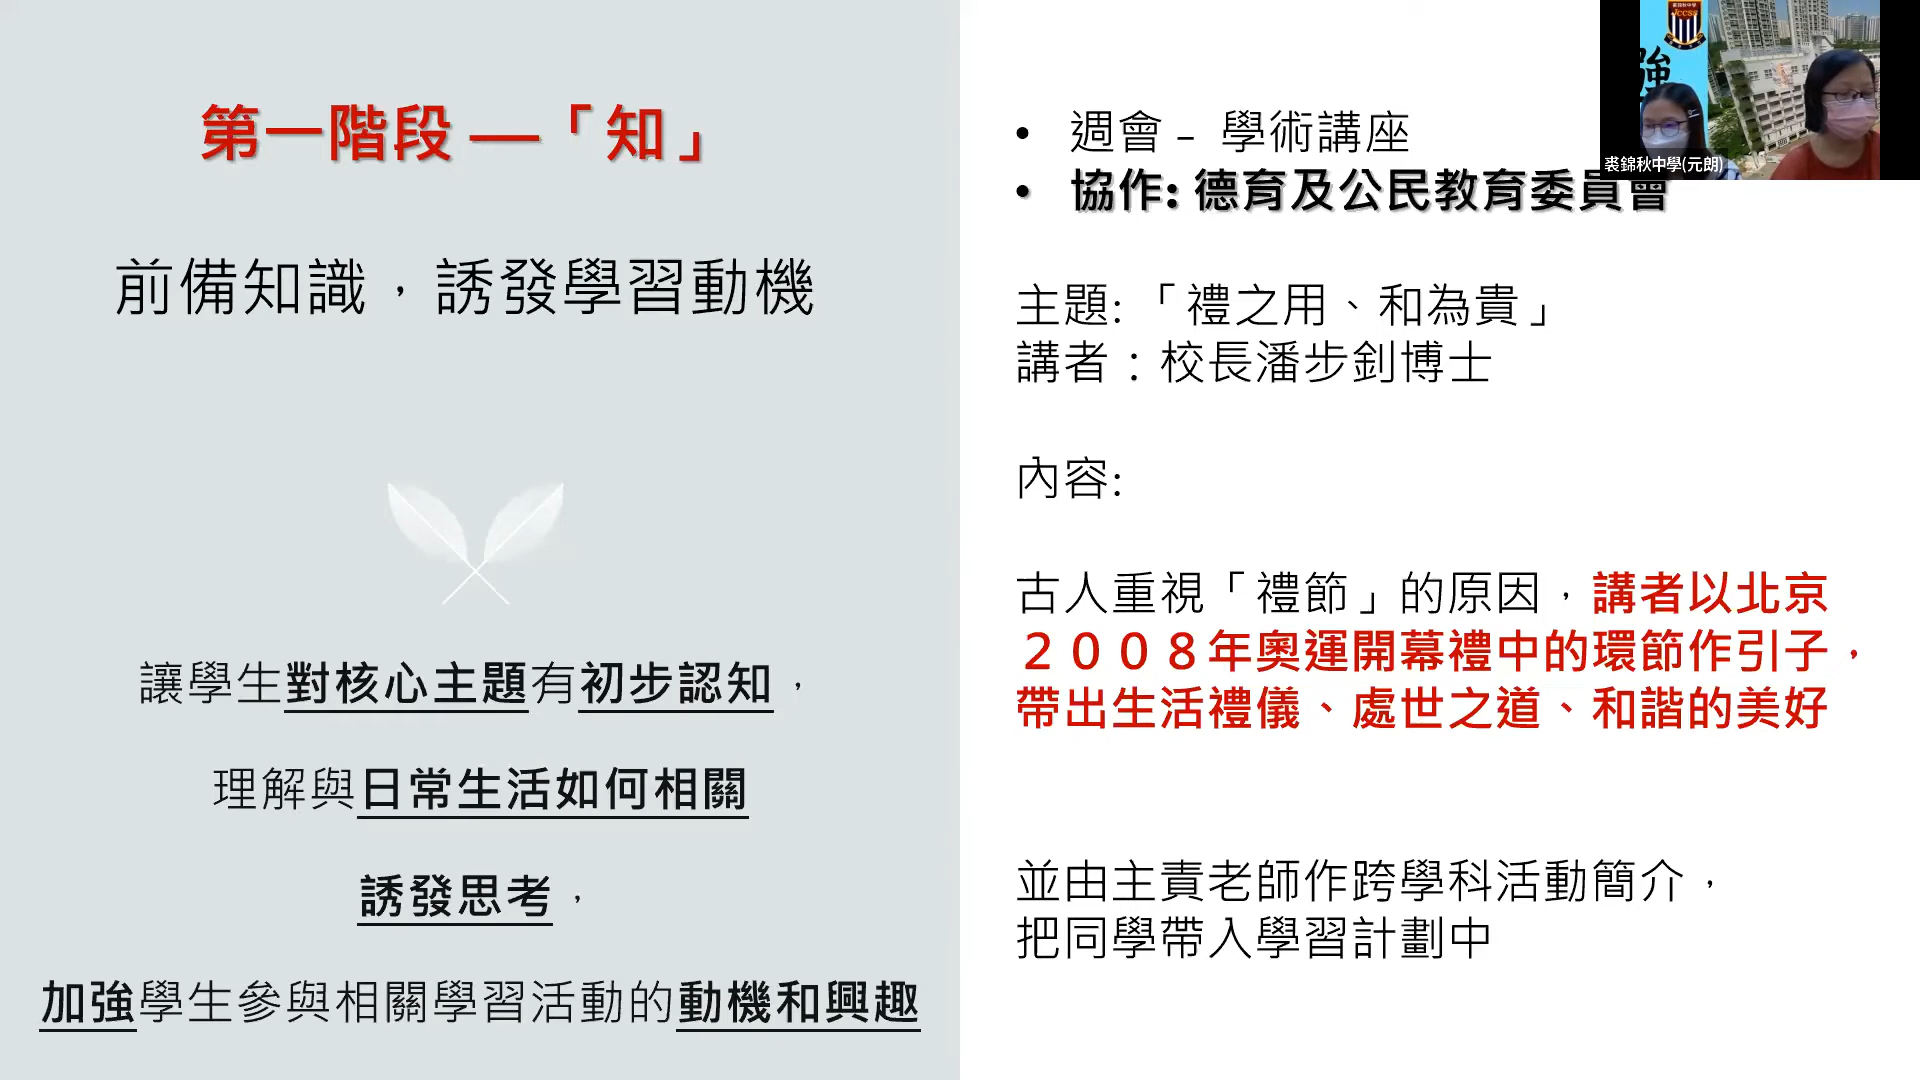 第一階段 —「知」
前備知識，誘發學習動機
讓學生對核心主題有初步認知，
理解與日常生活如何相關
誘發思考，
加強學生參與相關學習活動的動機和興趣
• 週會 – 學術講座
• 協作: 德育及公民教育委員會
主題: 「禮之用、和為貴」
講者：校長潘步釗博士
內容:
古人重視「禮節」的原因，講者以北京
２００８年奧運開幕禮中的環節作引子，
帶出生活禮儀、處世之道、和諧的美好
並由主責老師作跨學科活動簡介，
把同學帶入學習計劃中
裘錦秋中學
JCCSS
強
裘錦秋中學(元朗)